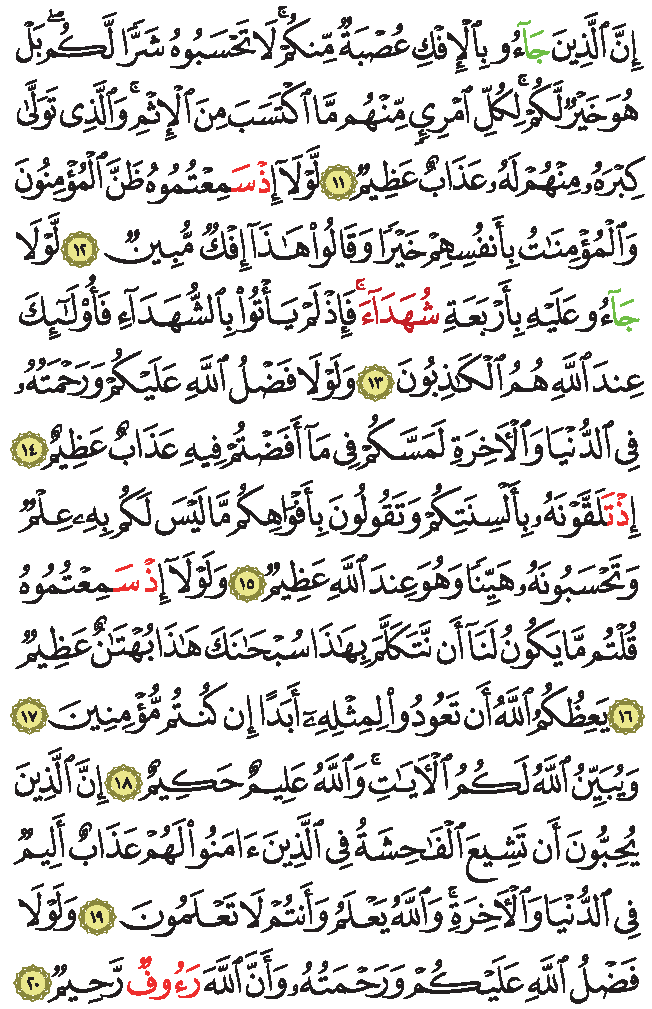 إِنَّ ٱلَّذِينَ جَآءُو بِٱلْإِفْكِ عُصْبَةٌ مِّنكُمْ ۚ لَا تَحْسَبُوهُ شَرًّا لَّكُم ۖ بَلْ
هُوَ خَيْرٌ لَّكُمْ ۚ لِكُلِّ ٱمْرِئٍ مِّنْهُم مَّا ٱكْتَسَبَ مِنَ ٱلْإِثْمِ ۚ وَٱلَّذِى تَوَلَّىٰ
كِبْرَهُۥ مِنْهُمْ لَهُۥ عَذَابٌ عَظِيمٌ ١١ لَّوْلَآ إِذْ سَمِعْتُمُوهُ ظَنَّ ٱلْمُؤْمِنُونَ
وَٱلْمُؤْمِنَٰتُ بِأَنفُسِهِمْ خَيْرًا وَقَالُوا۟ هَٰذَآ إِفْكٌ مُّبِينٌ ١٢ لَّوْلَا
جَآءُو عَلَيْهِ بِأَرْبَعَةِ شُهَدَآءَ ۚ فَإِذْ لَمْ يَأْتُوا۟ بِٱلشُّهَدَآءِ فَأُو۟لَٰٓئِكَ
عِندَ ٱللَّهِ هُمُ ٱلْكَٰذِبُونَ ١٣ وَلَوْلَا فَضْلُ ٱللَّهِ عَلَيْكُمْ وَرَحْمَتُهُۥ
فِى ٱلدُّنْيَا وَٱلْءَاخِرَةِ لَمَسَّكُمْ فِى مَآ أَفَضْتُمْ فِيهِ عَذَابٌ عَظِيمٌ ١٤
إِذْ تَلَقَّوْنَهُۥ بِأَلْسِنَتِكُمْ وَتَقُولُونَ بِأَفْوَاهِكُم مَّا لَيْسَ لَكُم بِهِۦ عِلْمٌ
وَتَحْسَبُونَهُۥ هَيِّنًا وَهُوَ عِندَ ٱللَّهِ عَظِيمٌ ١٥ وَلَوْلَآ إِذْ سَمِعْتُمُوهُ
قُلْتُم مَّا يَكُونُ لَنَآ أَن نَّتَكَلَّمَ بِهَٰذَا سُبْحَٰنَكَ هَٰذَا بُهْتَٰنٌ عَظِيمٌ
١٦ يَعِظُكُمُ ٱللَّهُ أَن تَعُودُوا۟ لِمِثْلِهِۦٓ أَبَدًا إِن كُنتُم مُّؤْمِنِينَ ١٧
وَيُبَيِّنُ ٱللَّهُ لَكُمُ ٱلْءَايَٰتِ ۚ وَٱللَّهُ عَلِيمٌ حَكِيمٌ ١٨ إِنَّ ٱلَّذِينَ
يُحِبُّونَ أَن تَشِيعَ ٱلْفَٰحِشَةُ فِى ٱلَّذِينَ ءَامَنُوا۟ لَهُمْ عَذَابٌ أَلِيمٌ
فِى ٱلدُّنْيَا وَٱلْءَاخِرَةِ ۚ وَٱللَّهُ يَعْلَمُ وَأَنتُمْ لَا تَعْلَمُونَ ١٩ وَلَوْلَا
فَضْلُ ٱللَّهِ عَلَيْكُمْ وَرَحْمَتُهُۥ وَأَنَّ ٱللَّهَ رَءُوفٌ رَّحِيمٌ ٢٠